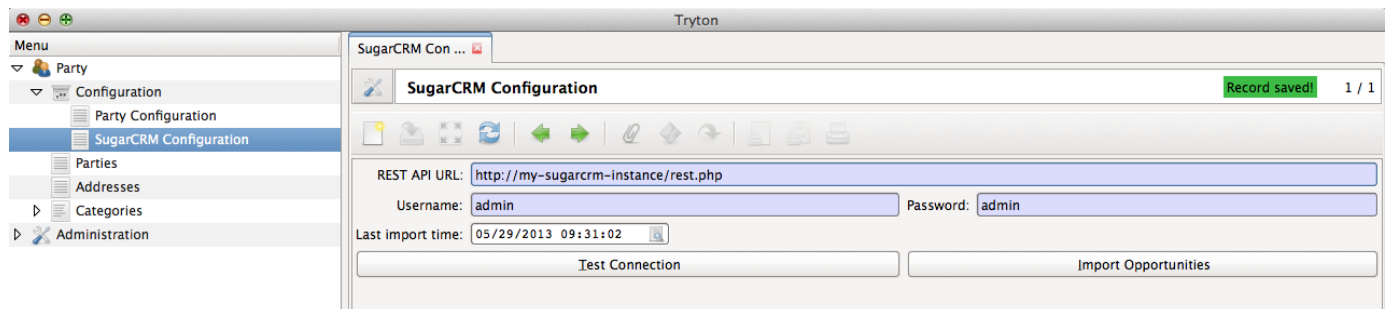 Tryton
Menu
Party
Configuration
Party Configuration
SugarCRM Configuration
Parties
Addresses
Categories
Administration
SugarCRM Con ...
SugarCRM Configuration
Record saved!
1 / 1
REST API URL: http://my-sugarcrm-instance/rest.php
Username: admin
Password: admin
Last import time: 05/29/2013 09:31:02
Test Connection
Import Opportunities